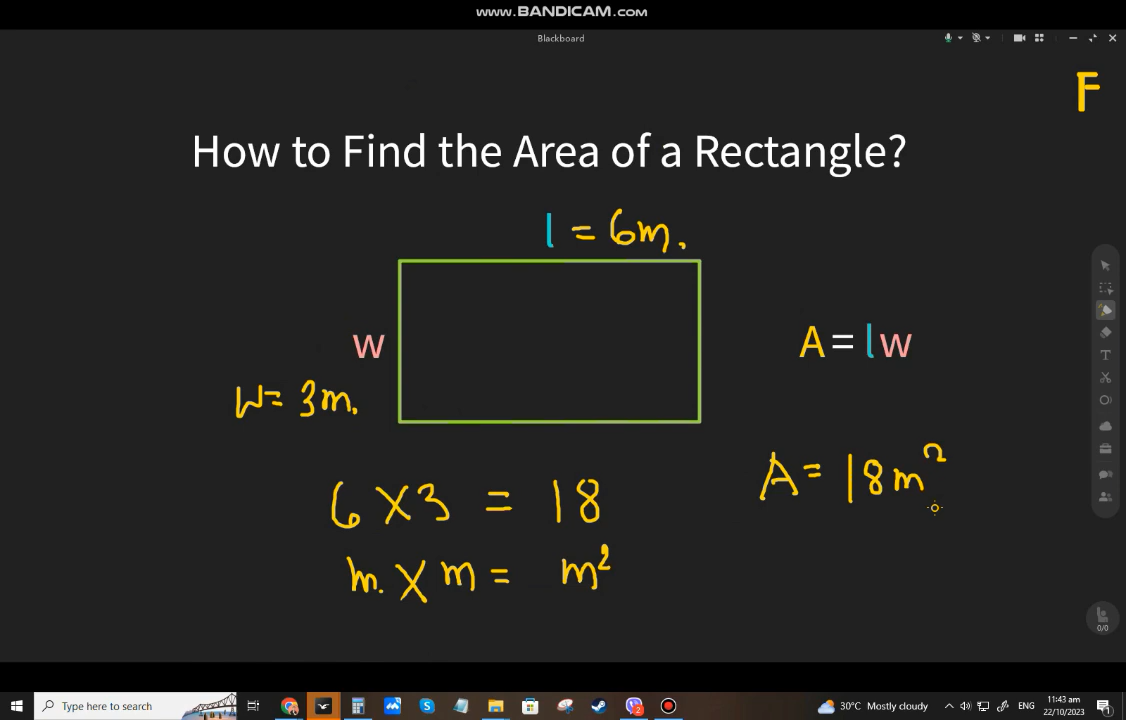 www.BANDICAM.com
Blackboard
F
How to Find the Area of a Rectangle?
l = 6m.
w
A = lw
W = 3m.
A = 18m²
6 X 3 = 18
m. X m = m²
0/0
Type here to search
30°C Mostly cloudy
ENG
11:43 am
22/10/2023
1